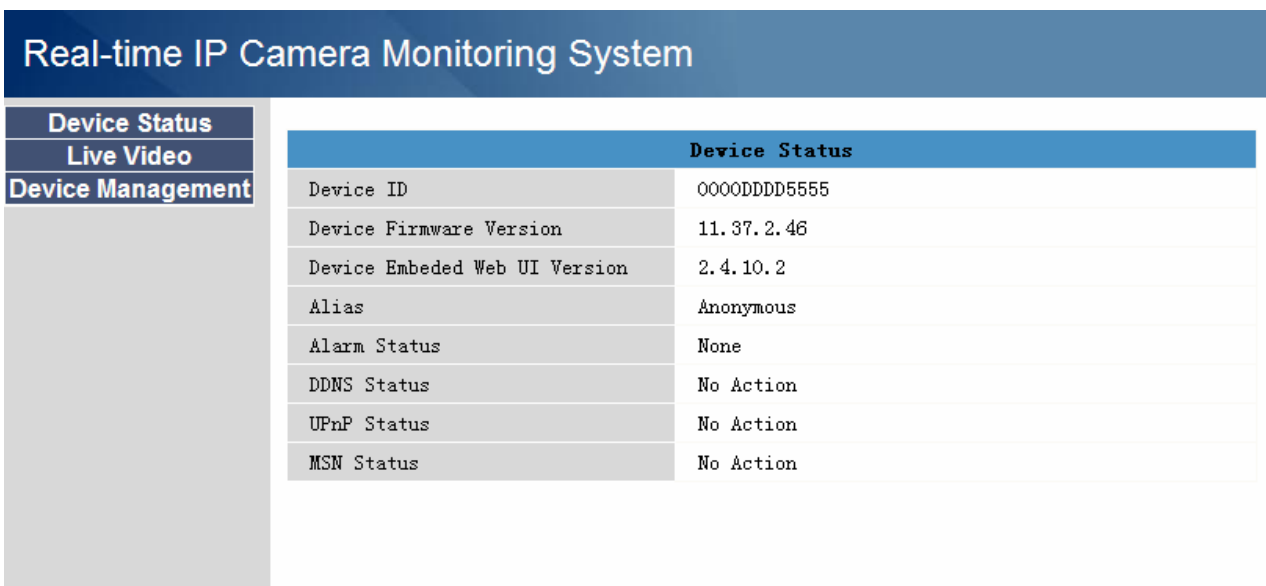 Real-time IP Camera Monitoring System
Device Status
Live Video
Device Management
Device Status
Device ID 0000DDDD5555
Device Firmware Version 11.37.2.46
Device Embeded Web UI Version 2.4.10.2
Alias Anonymous
Alarm Status None
DDNS Status No Action
UPnP Status No Action
MSN Status No Action